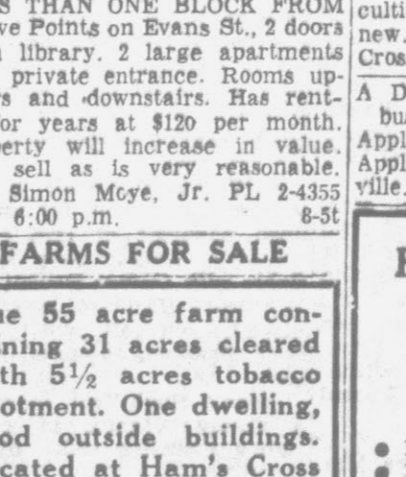 S THAN ONE BLOCK FROM
ve Points on Evans St., 2 doors
library. 2 large apartments
private entrance. Rooms up-
s and downstairs. Has rent-
or years at $120 per month.
erty will increase in value.
sell as is very reasonable.
Simon Moye, Jr. PL 2-4355
6:00 p.m. 8-5t
FARMS FOR SALE
ne 55 acre farm con-
ning 31 acres cleared
th 5½ acres tobacco
otment. One dwelling,
od outside buildings.
cated at Ham's Cross
culti
new.
Cros
A D
bu
Appl
Appl
ville.